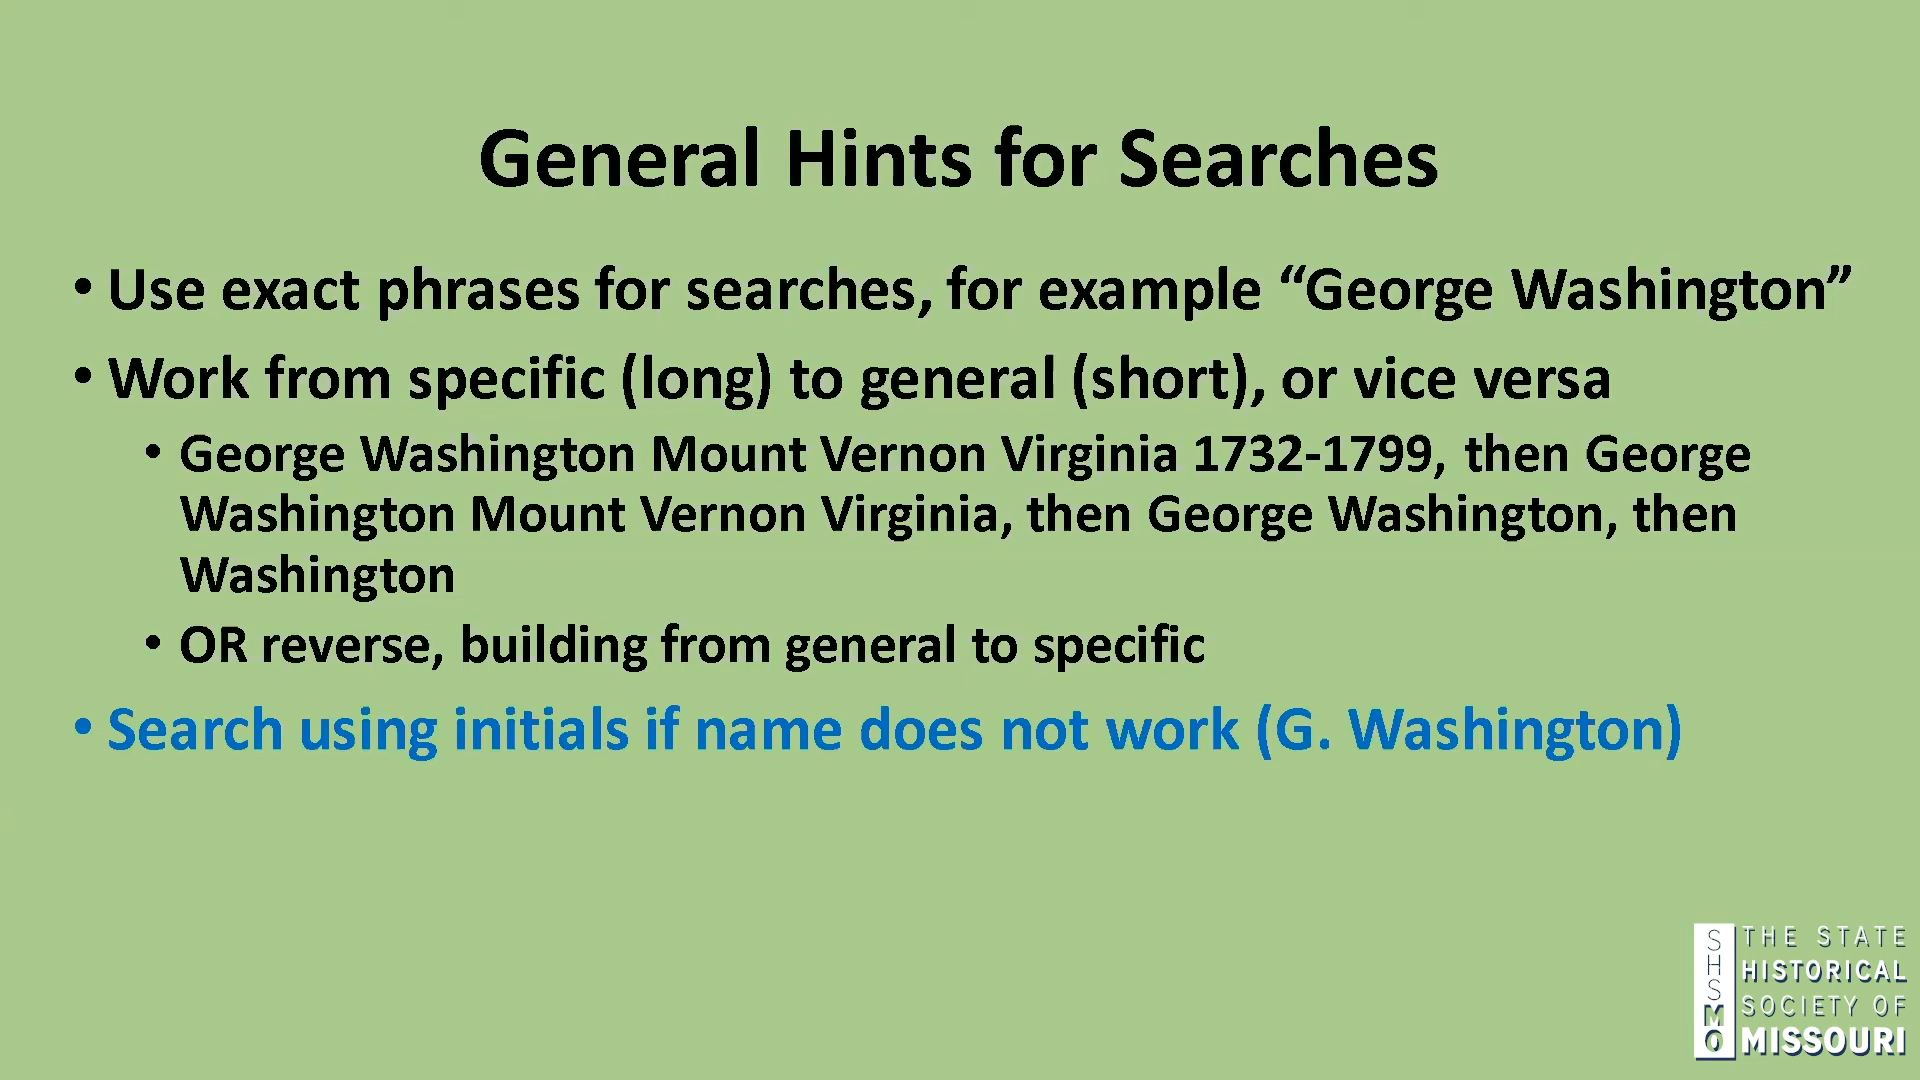 General Hints for Searches
• Use exact phrases for searches, for example “George Washington”
• Work from specific (long) to general (short), or vice versa
• George Washington Mount Vernon Virginia 1732-1799, then George
Washington Mount Vernon Virginia, then George Washington, then
Washington
• OR reverse, building from general to specific
• Search using initials if name does not work (G. Washington)
SHSMO
THE STATE
HISTORICAL
SOCIETY OF
MISSOURI